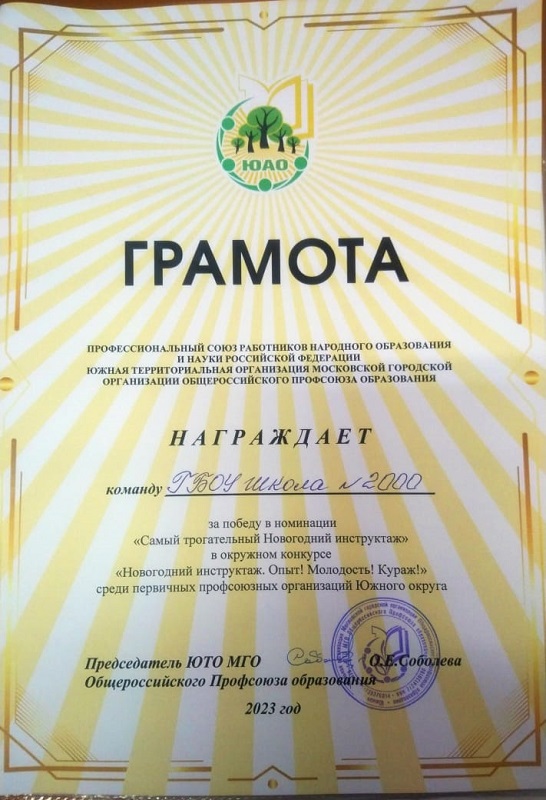 ЮАО
ГРАМОТА
ПРОФЕССИОНАЛЬНЫЙ СОЮЗ РАБОТНИКОВ НАРОДНОГО ОБРАЗОВАНИЯ
И НАУКИ РОССИЙСКОЙ ФЕДЕРАЦИИ
ЮЖНАЯ ТЕРРИТОРИАЛЬНАЯ ОРГАНИЗАЦИЯ МОСКОВСКОЙ ГОРОДСКОЙ
ОРГАНИЗАЦИИ ОБЩЕРОССИЙСКОГО ПРОФСОЮЗА ОБРАЗОВАНИЯ
НАГРАЖДАЕТ
команду ГБОУ школа №2000
за победу в номинации
«Самый трогательный Новогодний инструктаж»
в окружном конкурсе
«Новогодний инструктаж. Опыт! Молодость! Кураж!»
среди первичных профсоюзных организаций Южного округа
Председатель ЮТО МГО О.Е.Соболева
Общероссийского Профсоюза образования
2023 год